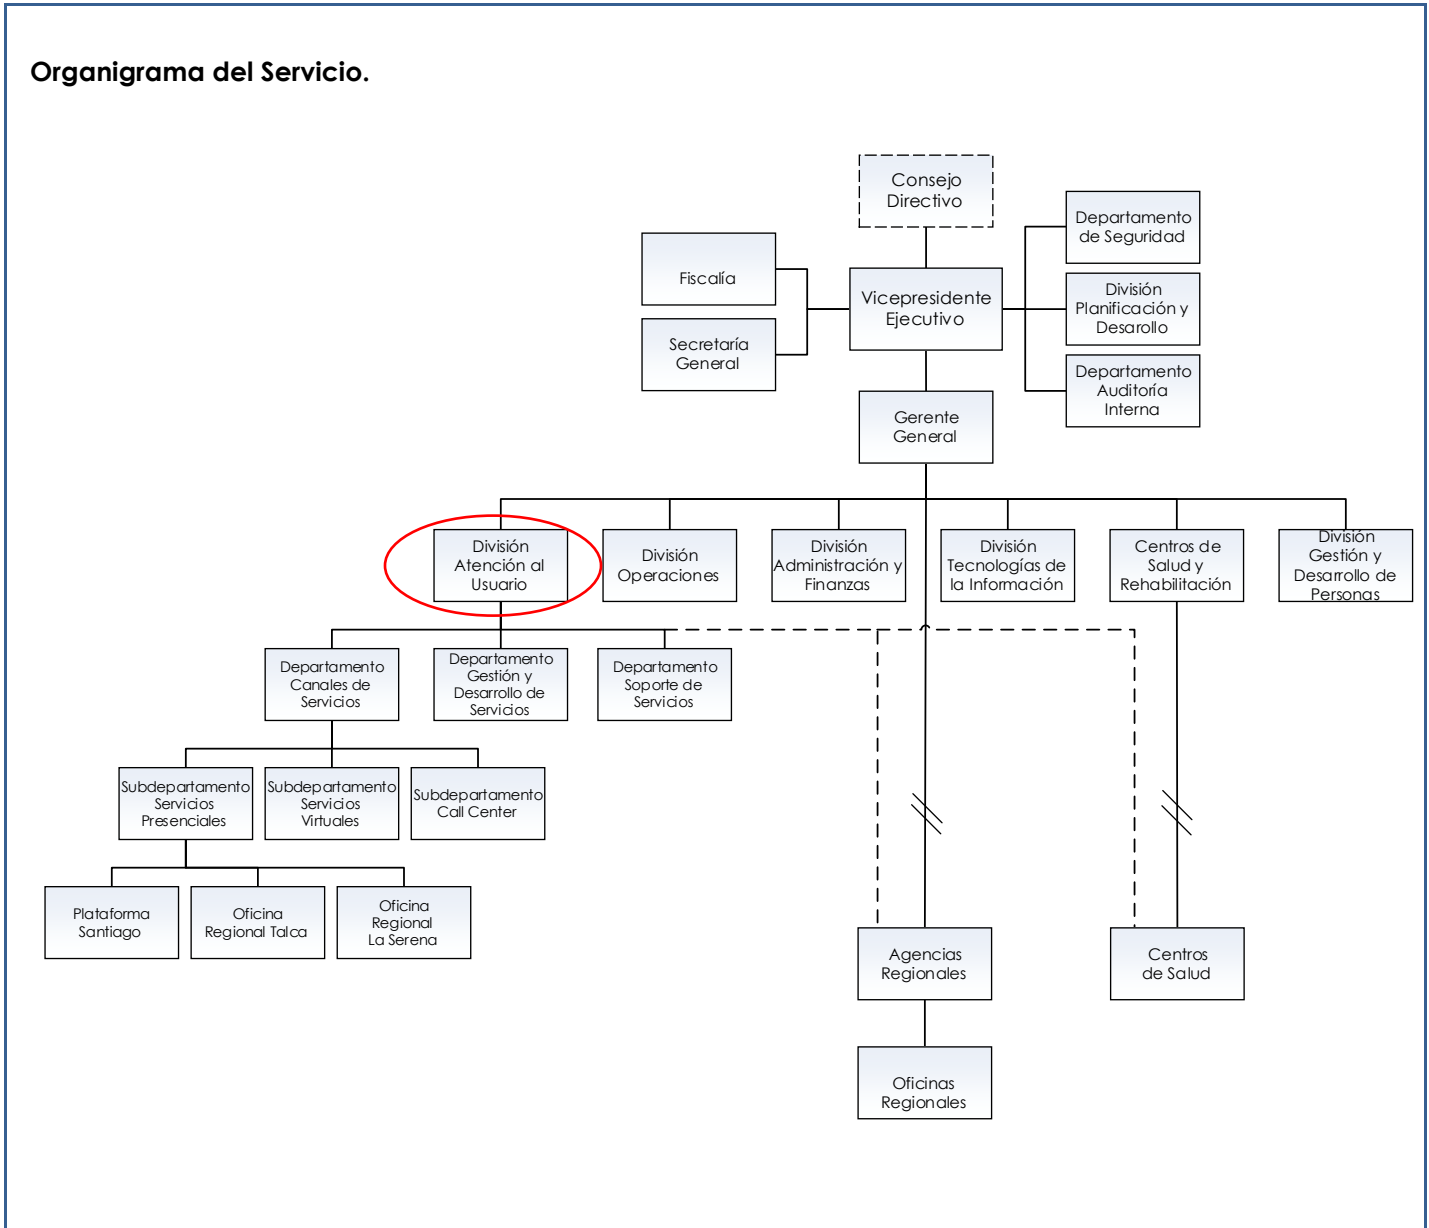 Organigrama del Servicio.
Consejo
Directivo
Departamento
de Seguridad
Fiscalía
Vicepresidente
Ejecutivo
División
Planificación y
Desarollo
Secretaría
General
Departamento
Auditoría
Interna
Gerente
General
División
Atención al
Usuario
División
Operaciones
División
Administración y
Finanzas
División
Tecnologías de
la Información
Centros de
Salud y
Rehabilitación
División
Gestión y
Desarrollo de
Personas
Departamento
Canales de
Servicios
Departamento
Gestión y
Desarrollo de
Servicios
Departamento
Soporte de
Servicios
Subdepartamento
Servicios
Presenciales
Subdepartamento
Servicios
Virtuales
Subdepartamento
Call Center
Plataforma
Santiago
Oficina
Regional Talca
Oficina
Regional
La Serena
Agencias
Regionales
Centros
de Salud
Oficinas
Regionales